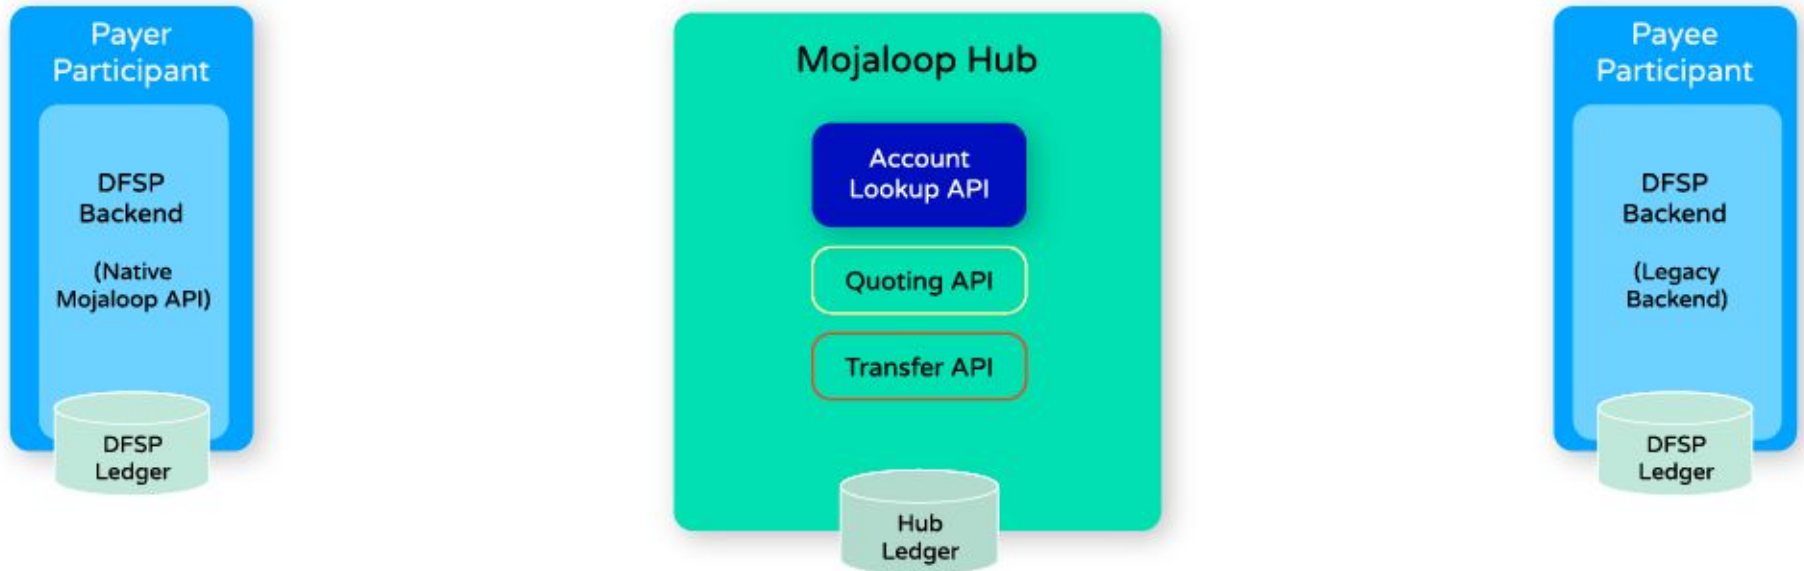 Payer
Participant
DFSP
Backend
(Native
Mojaloop API)
DFSP
Ledger
Mojaloop Hub
Account
Lookup API
Quoting API
Transfer API
Hub
Ledger
Payee
Participant
DFSP
Backend
(Legacy
Backend)
DFSP
Ledger